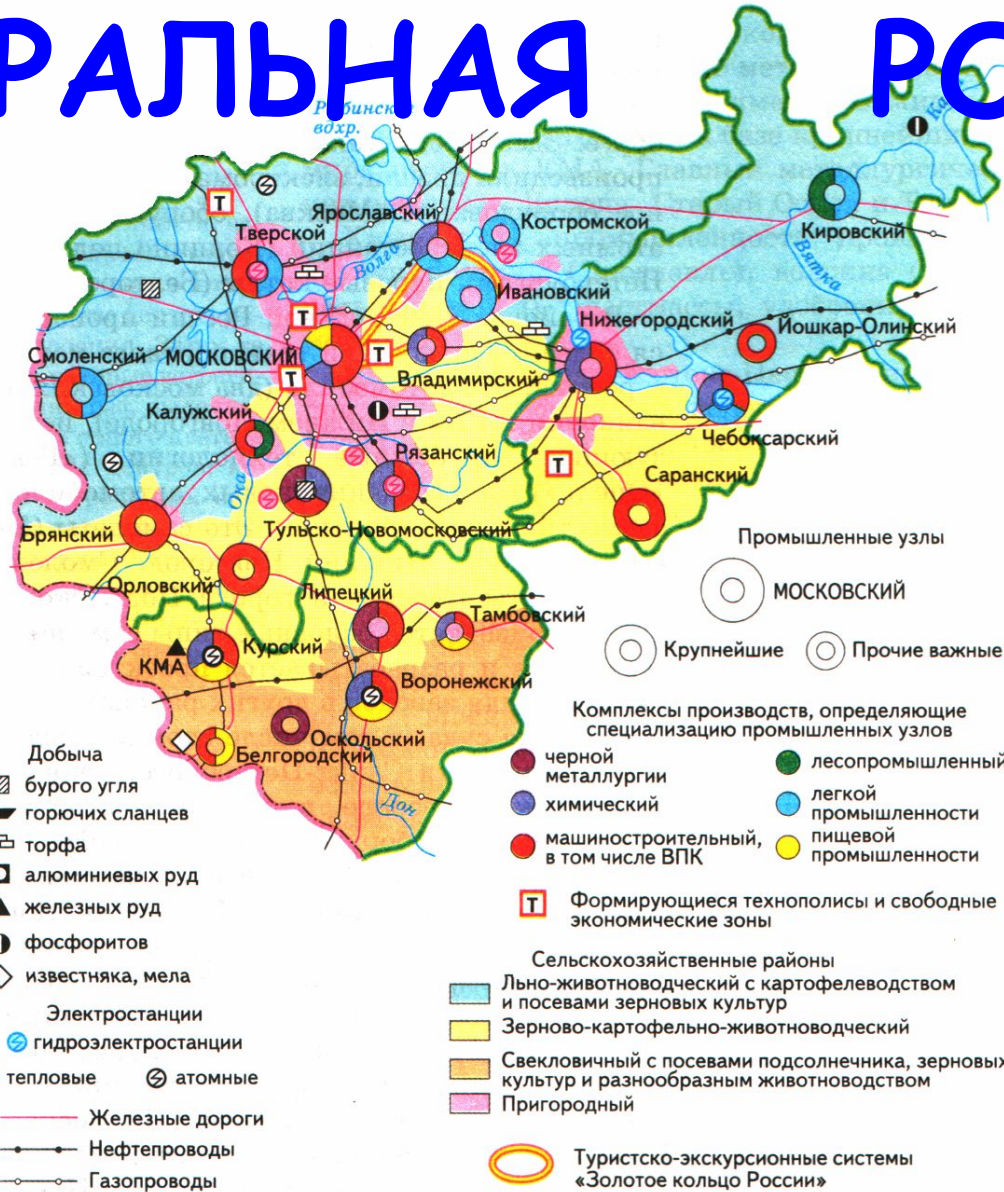 РАЛЬНАЯ РО
Рыбинск
вдхр.
Кама
Ярославский
Костромской
Тверской
Кировский
Волга
Вятка
Ивановский
Нижегородский
Йошкар-Олинский
Смоленский
МОСКОВСКИЙ
Владимирский
Калужский
Чебоксарский
Рязанский
Саранский
Ока
Брянский
Тульско-Новомосковский
Орловский
Липецкий
Тамбовский
Курский
КМА
Воронежский
Оскольский
Белгородский
Дон
Т
Т
Т
Т
Т
Промышленные узлы
МОСКОВСКИЙ
Крупнейшие
Прочие важные
Комплексы производств, определяющие
специализацию промышленных узлов
черной
металлургии
химический
машиностроительный,
в том числе ВПК
лесопромышленный
легкой
промышленности
пищевой
промышленности
Т
Формирующиеся технополисы и свободные
экономические зоны
Сельскохозяйственные районы
Льно-животноводческий с картофелеводством
и посевами зерновых культур
Зерново-картофельно-животноводческий
Свекловичный с посевами подсолнечника, зерновых
культур и разнообразным животноводством
Пригородный
Туристско-экскурсионные системы
«Золотое кольцо России»
Добыча
бурого угля
горючих сланцев
торфа
алюминиевых руд
железных руд
фосфоритов
известняка, мела
Электростанции
гидроэлектростанции
тепловые
атомные
Железные дороги
Нефтепроводы
Газопроводы